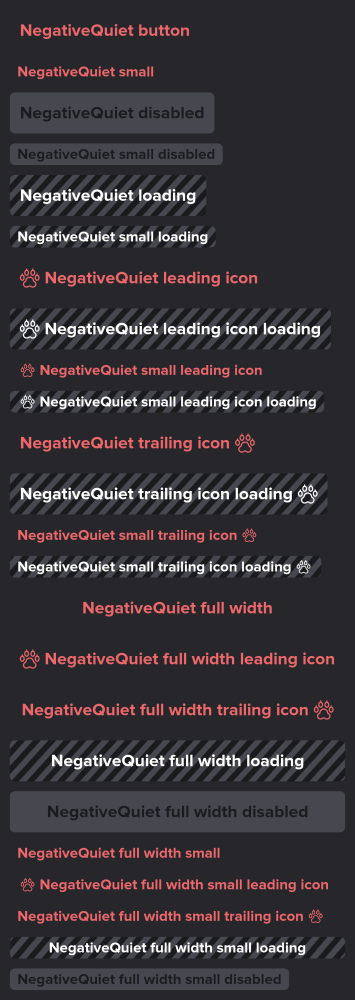 NegativeQuiet button
NegativeQuiet small
NegativeQuiet disabled
NegativeQuiet small disabled
NegativeQuiet loading
NegativeQuiet small loading
NegativeQuiet leading icon
NegativeQuiet leading icon loading
NegativeQuiet small leading icon
NegativeQuiet small leading icon loading
NegativeQuiet trailing icon
NegativeQuiet trailing icon loading
NegativeQuiet small trailing icon
NegativeQuiet small trailing icon loading
NegativeQuiet full width
NegativeQuiet full width leading icon
NegativeQuiet full width trailing icon
NegativeQuiet full width loading
NegativeQuiet full width disabled
NegativeQuiet full width small
NegativeQuiet full width small leading icon
NegativeQuiet full width small trailing icon
NegativeQuiet full width small loading
NegativeQuiet full width small disabled